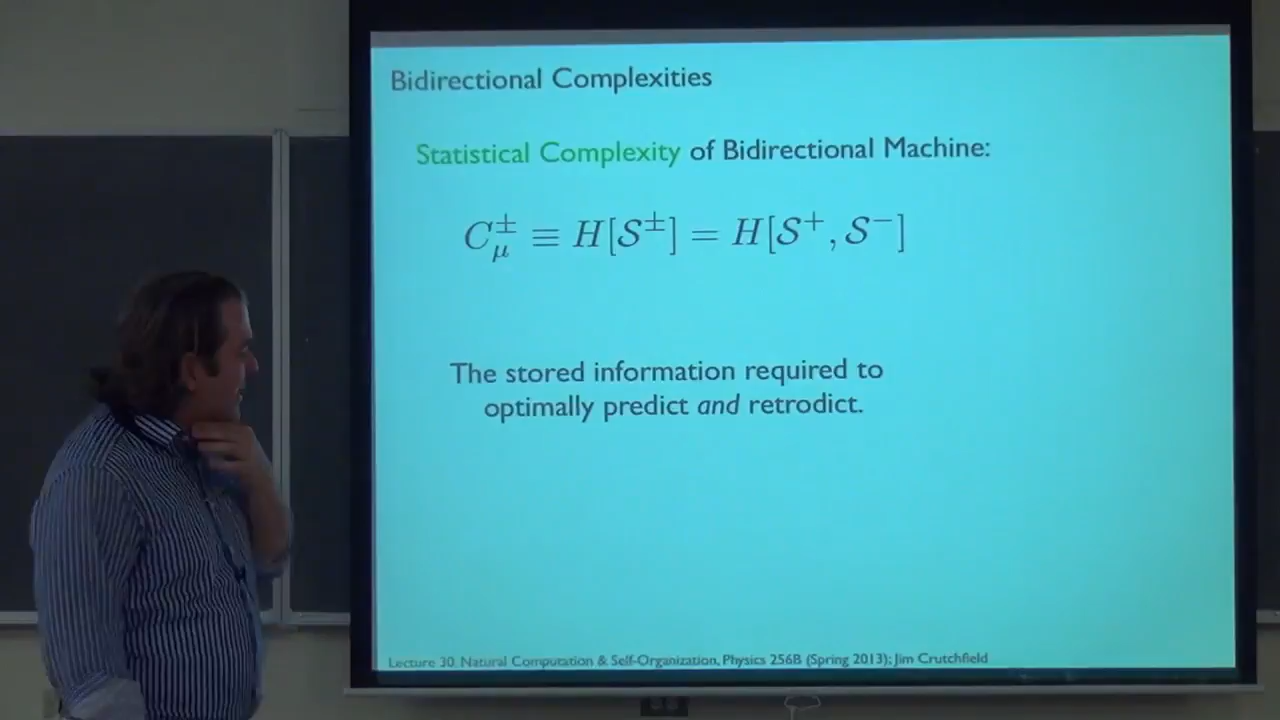 Bidirectional Complexities
Statistical Complexity of Bidirectional Machine:
C_μ^± ≡ H[𝒮^±] = H[𝒮^+, 𝒮^−]
The stored information required to
optimally predict and retrodict.
Lecture 30, Natural Computation & Self-Organization, Physics 256B (Spring 2013); Jim Crutchfield